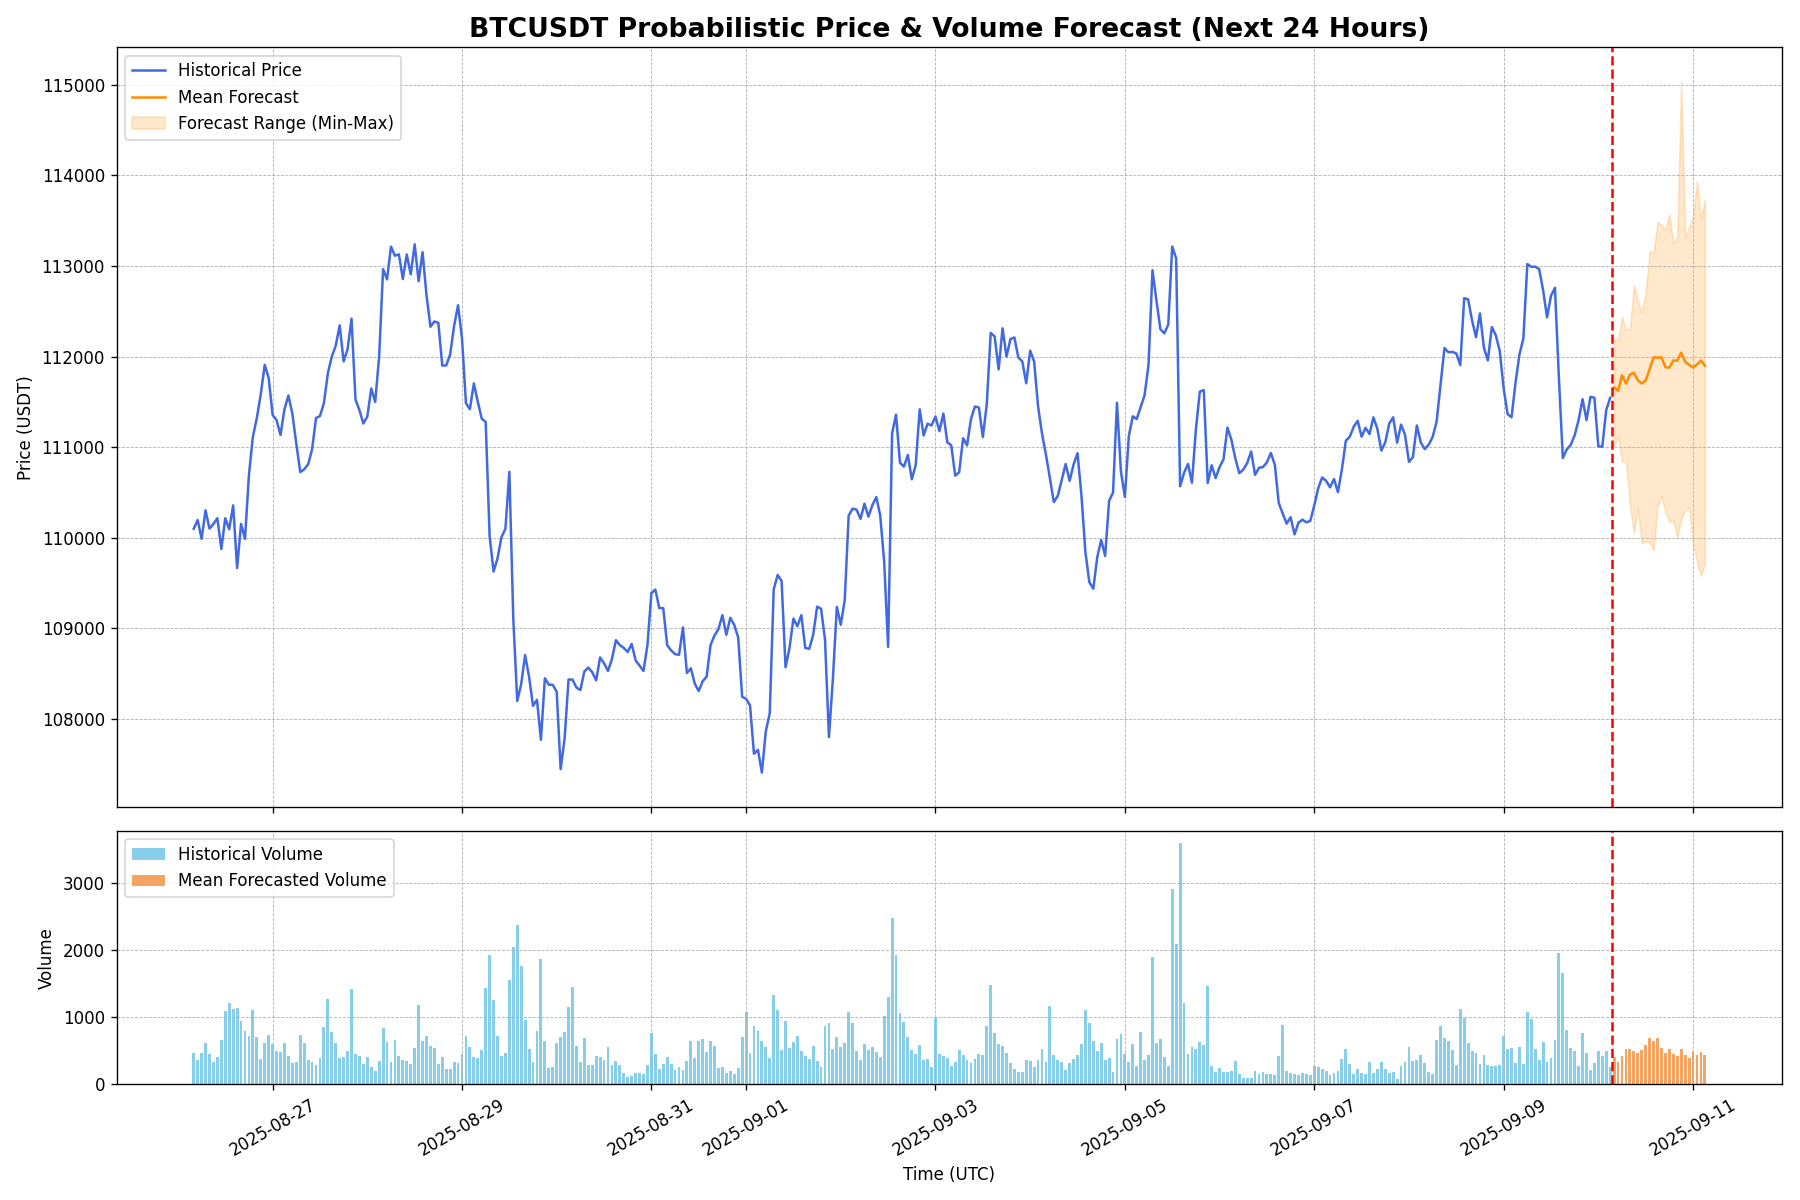 BTCUSDT Probabilistic Price & Volume Forecast (Next 24 Hours)
Historical Price
Mean Forecast
Forecast Range (Min-Max)
115000
114000
113000
112000
111000
110000
109000
108000
Price (USDT)
Historical Volume
Mean Forecasted Volume
3000
2000
1000
0
Volume
2025-08-27
2025-08-29
2025-08-31
2025-09-01
2025-09-03
2025-09-05
2025-09-07
2025-09-09
2025-09-11
Time (UTC)